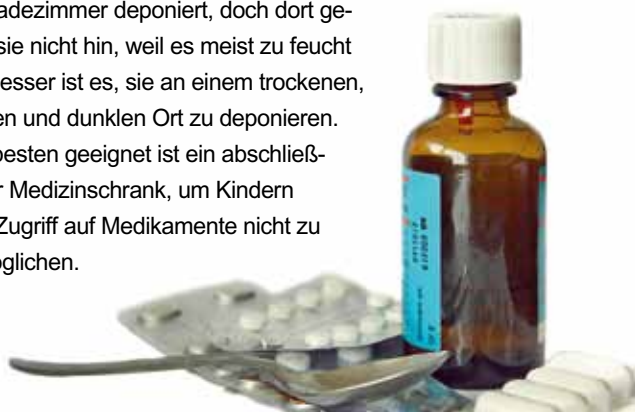 adezimmer deponiert, doch dort ge-
sie nicht hin, weil es meist zu feucht
esser ist es, sie an einem trockenen,
en und dunklen Ort zu deponieren.
besten geeignet ist ein abschließ-
r Medizinschrank, um Kindern
Zugriff auf Medikamente nicht zu
öglichen.